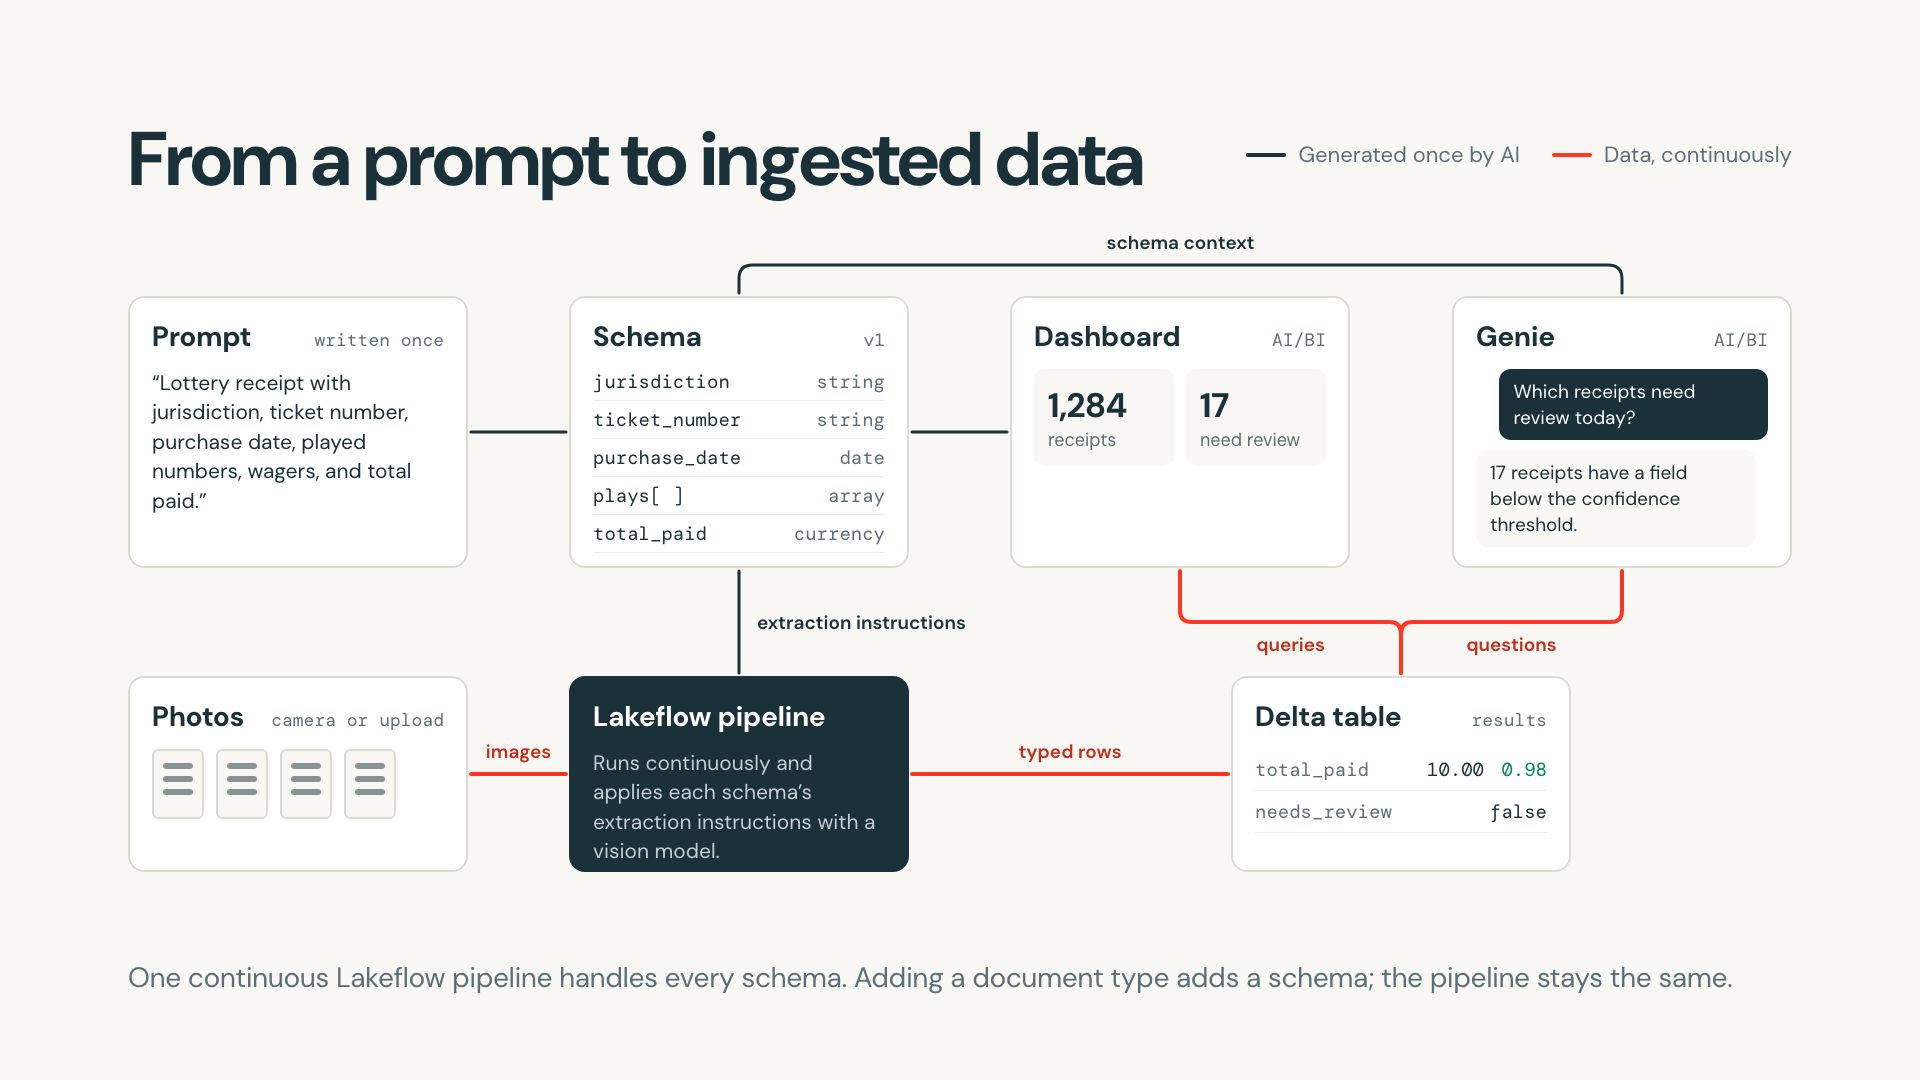 From a prompt to ingested data
Generated once by AI
Data, continuously
schema context
Prompt
written once
“Lottery receipt with
jurisdiction, ticket number,
purchase date, played
numbers, wagers, and total
paid.”
Schema
v1
jurisdiction string
ticket_number string
purchase_date date
plays[ ] array
total_paid currency
Dashboard
AI/BI
1,284
receipts
17
need review
Genie
AI/BI
Which receipts need
review today?
17 receipts have a field
below the confidence
threshold.
extraction instructions
queries
questions
Photos
camera or upload
images
Lakeflow pipeline
Runs continuously and
applies each schema’s
extraction instructions with a
vision model.
typed rows
Delta table
results
total_paid 10.00 0.98
needs_review false
One continuous Lakeflow pipeline handles every schema. Adding a document type adds a schema; the pipeline stays the same.